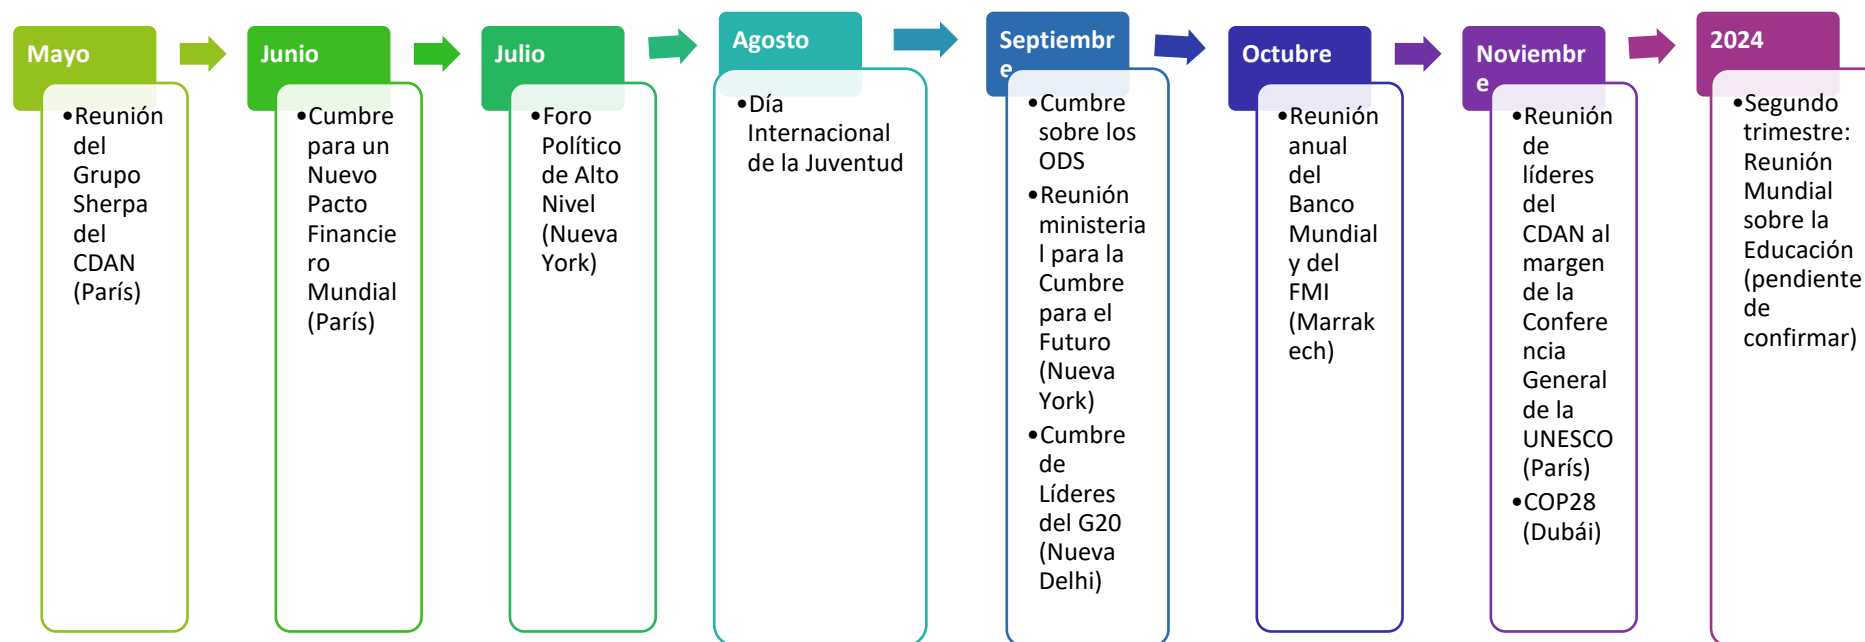 Mayo
•Reunión
del
Grupo
Sherpa
del
CDAN
(París)
Junio
•Cumbre
para un
Nuevo
Pacto
Financie
ro
Mundial
(París)
Julio
•Foro
Político
de Alto
Nivel
(Nueva
York)
Agosto
•Día
Internacional
de la Juventud
Septiembr
e
•Cumbre
sobre los
ODS
•Reunión
ministeria
l para la
Cumbre
para el
Futuro
(Nueva
York)
•Cumbre
de
Líderes
del G20
(Nueva
Delhi)
Octubre
•Reunión
anual
del
Banco
Mundial
y del
FMI
(Marrak
ech)
Noviembr
e
•Reunión
de
líderes
del
CDAN al
margen
de la
Confere
ncia
General
de la
UNESCO
(París)
•COP28
(Dubái)
2024
•Segundo
trimestre:
Reunión
Mundial
sobre la
Educación
(pendiente
de
confirmar)